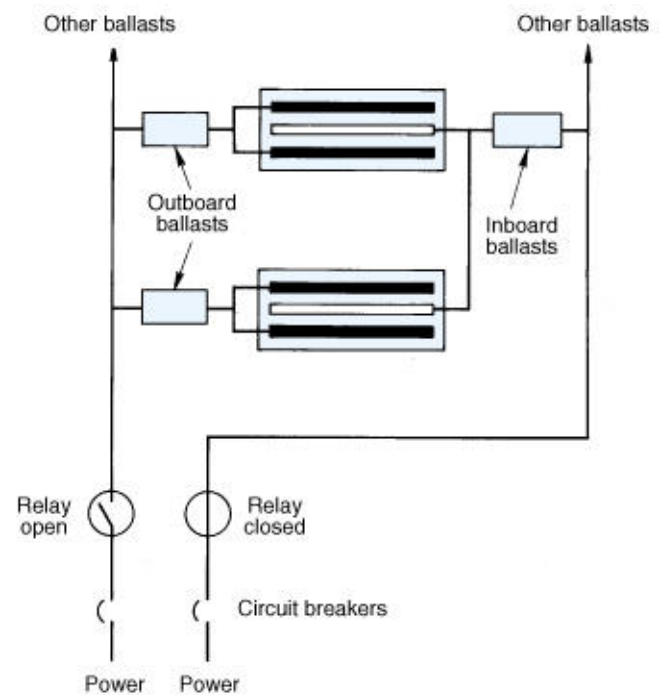 Other ballasts
Other ballasts
Outboard
ballasts
Inboard
ballasts
Relay
open
Relay
closed
Circuit breakers
Power
Power